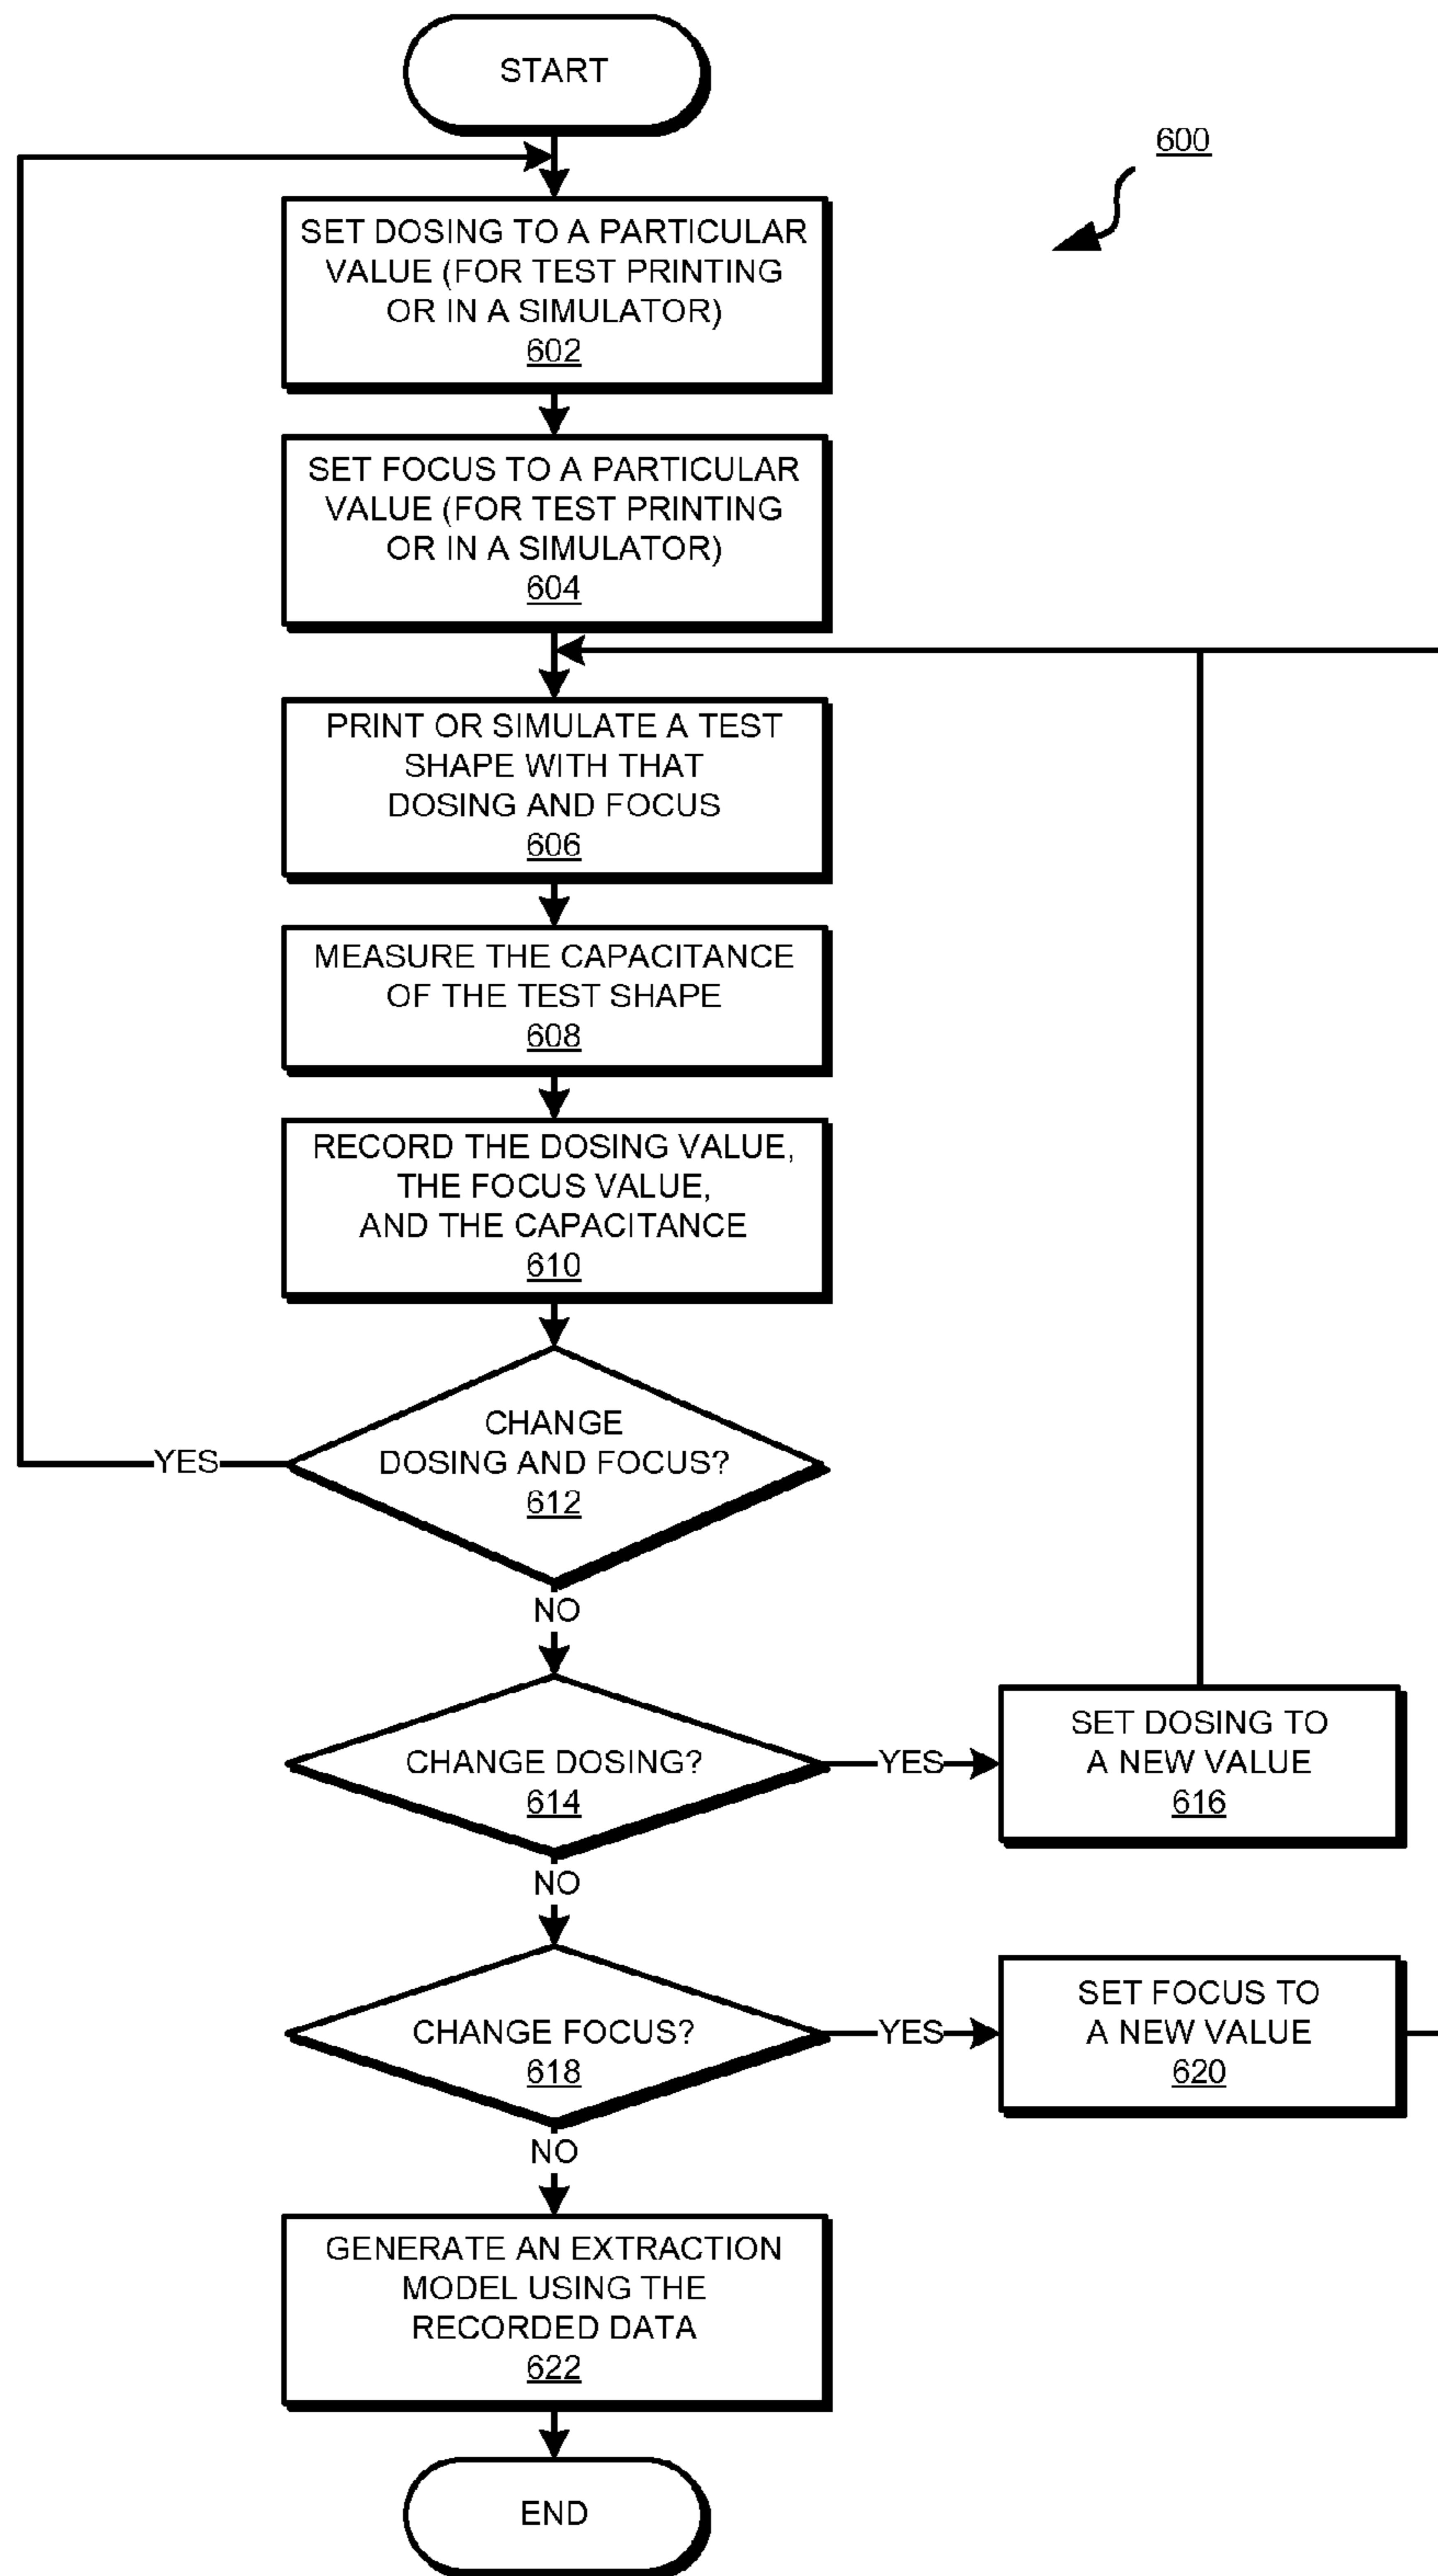 START
600
SET DOSING TO A PARTICULAR
VALUE (FOR TEST PRINTING
OR IN A SIMULATOR)
602
SET FOCUS TO A PARTICULAR
VALUE (FOR TEST PRINTING
OR IN A SIMULATOR)
604
PRINT OR SIMULATE A TEST
SHAPE WITH THAT
DOSING AND FOCUS
606
MEASURE THE CAPACITANCE
OF THE TEST SHAPE
608
RECORD THE DOSING VALUE,
THE FOCUS VALUE,
AND THE CAPACITANCE
610
CHANGE
DOSING AND FOCUS?
612
YES
NO
CHANGE DOSING?
614
YES
SET DOSING TO
A NEW VALUE
616
NO
CHANGE FOCUS?
618
YES
SET FOCUS TO
A NEW VALUE
620
NO
GENERATE AN EXTRACTION
MODEL USING THE
RECORDED DATA
622
END